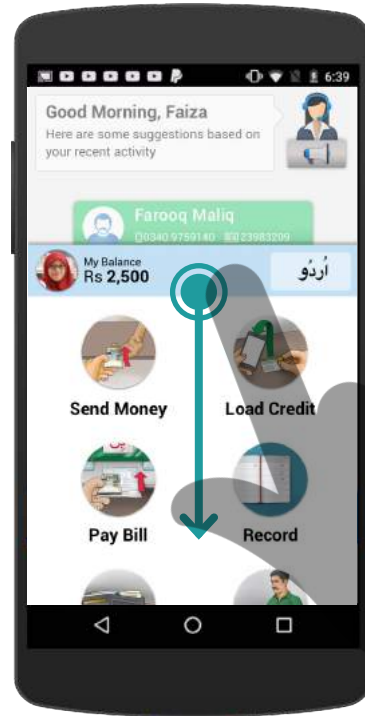 6:39
Good Morning, Faiza
Here are some suggestions based on
your recent activity
Farooq Maliq
0340 9759140 23983209
My Balance
Rs 2,500
اُردُو
Send Money
Load Credit
Pay Bill
Record